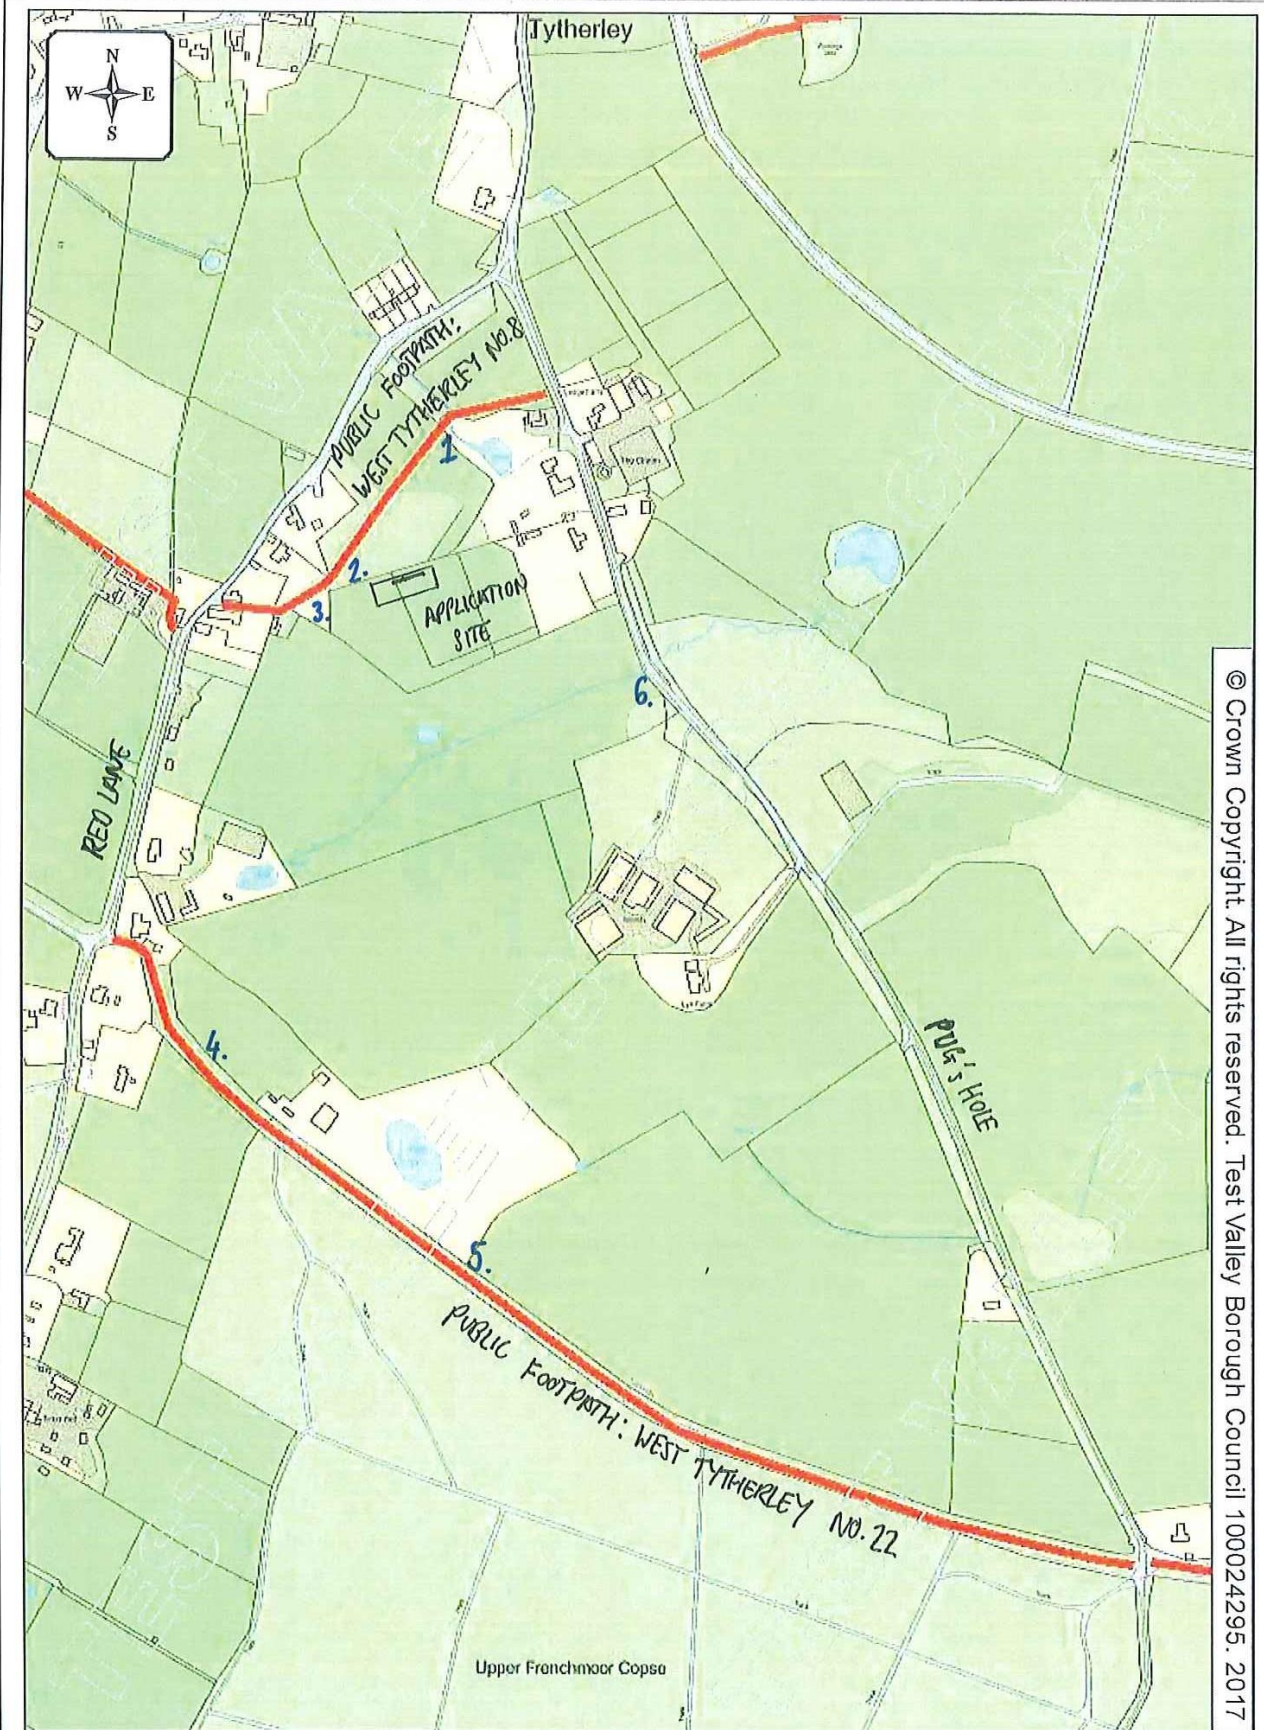 Tytherley
N
W E
S
PUBLIC FOOTPATH:
WEST TYTHERLEY NO.8
1
2.
3.
APPLICATION
SITE
6.
RED LANE
4.
PUG'S HOLE
5.
PUBLIC FOOTPATH: WEST TYTHERLEY NO.22
Upper Frenchmoor Copse
© Crown Copyright. All rights reserved. Test Valley Borough Council 100024295. 2017